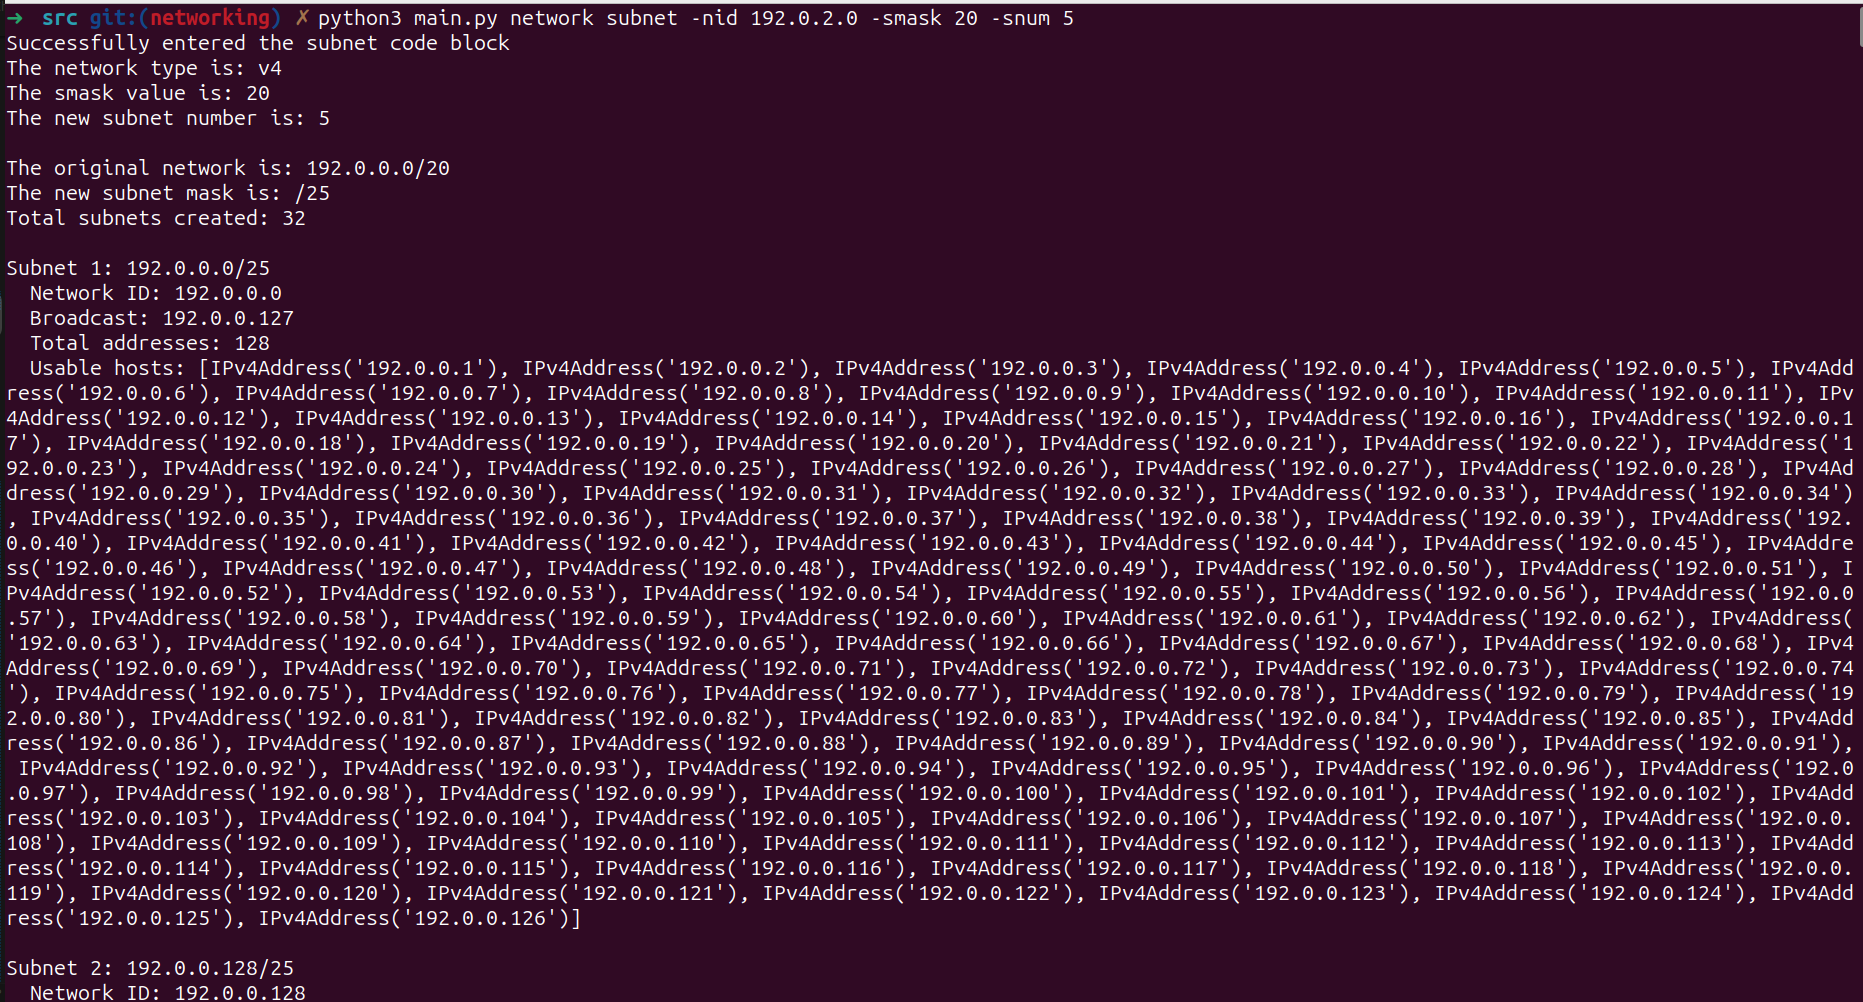 ➜ src git:(networking) ✗ python3 main.py network subnet -nid 192.0.2.0 -smask 20 -snum 5
Successfully entered the subnet code block
The network type is: v4
The smask value is: 20
The new subnet number is: 5
The original network is: 192.0.0.0/20
The new subnet mask is: /25
Total subnets created: 32
Subnet 1: 192.0.0.0/25
Network ID: 192.0.0.0
Broadcast: 192.0.0.127
Total addresses: 128
Usable hosts: [IPv4Address('192.0.0.1'), IPv4Address('192.0.0.2'), IPv4Address('192.0.0.3'), IPv4Address('192.0.0.4'), IPv4Address('192.0.0.5'), IPv4Add
ress('192.0.0.6'), IPv4Address('192.0.0.7'), IPv4Address('192.0.0.8'), IPv4Address('192.0.0.9'), IPv4Address('192.0.0.10'), IPv4Address('192.0.0.11'), IPv
4Address('192.0.0.12'), IPv4Address('192.0.0.13'), IPv4Address('192.0.0.14'), IPv4Address('192.0.0.15'), IPv4Address('192.0.0.16'), IPv4Address('192.0.0.1
7'), IPv4Address('192.0.0.18'), IPv4Address('192.0.0.19'), IPv4Address('192.0.0.20'), IPv4Address('192.0.0.21'), IPv4Address('192.0.0.22'), IPv4Address('1
92.0.0.23'), IPv4Address('192.0.0.24'), IPv4Address('192.0.0.25'), IPv4Address('192.0.0.26'), IPv4Address('192.0.0.27'), IPv4Address('192.0.0.28'), IPv4Ad
dress('192.0.0.29'), IPv4Address('192.0.0.30'), IPv4Address('192.0.0.31'), IPv4Address('192.0.0.32'), IPv4Address('192.0.0.33'), IPv4Address('192.0.0.34')
, IPv4Address('192.0.0.35'), IPv4Address('192.0.0.36'), IPv4Address('192.0.0.37'), IPv4Address('192.0.0.38'), IPv4Address('192.0.0.39'), IPv4Address('192.
0.0.40'), IPv4Address('192.0.0.41'), IPv4Address('192.0.0.42'), IPv4Address('192.0.0.43'), IPv4Address('192.0.0.44'), IPv4Address('192.0.0.45'), IPv4Addre
ss('192.0.0.46'), IPv4Address('192.0.0.47'), IPv4Address('192.0.0.48'), IPv4Address('192.0.0.49'), IPv4Address('192.0.0.50'), IPv4Address('192.0.0.51'), I
Pv4Address('192.0.0.52'), IPv4Address('192.0.0.53'), IPv4Address('192.0.0.54'), IPv4Address('192.0.0.55'), IPv4Address('192.0.0.56'), IPv4Address('192.0.0
.57'), IPv4Address('192.0.0.58'), IPv4Address('192.0.0.59'), IPv4Address('192.0.0.60'), IPv4Address('192.0.0.61'), IPv4Address('192.0.0.62'), IPv4Address(
'192.0.0.63'), IPv4Address('192.0.0.64'), IPv4Address('192.0.0.65'), IPv4Address('192.0.0.66'), IPv4Address('192.0.0.67'), IPv4Address('192.0.0.68'), IPv4
Address('192.0.0.69'), IPv4Address('192.0.0.70'), IPv4Address('192.0.0.71'), IPv4Address('192.0.0.72'), IPv4Address('192.0.0.73'), IPv4Address('192.0.0.74
'), IPv4Address('192.0.0.75'), IPv4Address('192.0.0.76'), IPv4Address('192.0.0.77'), IPv4Address('192.0.0.78'), IPv4Address('192.0.0.79'), IPv4Address('19
2.0.0.80'), IPv4Address('192.0.0.81'), IPv4Address('192.0.0.82'), IPv4Address('192.0.0.83'), IPv4Address('192.0.0.84'), IPv4Address('192.0.0.85'), IPv4Add
ress('192.0.0.86'), IPv4Address('192.0.0.87'), IPv4Address('192.0.0.88'), IPv4Address('192.0.0.89'), IPv4Address('192.0.0.90'), IPv4Address('192.0.0.91'),
IPv4Address('192.0.0.92'), IPv4Address('192.0.0.93'), IPv4Address('192.0.0.94'), IPv4Address('192.0.0.95'), IPv4Address('192.0.0.96'), IPv4Address('192.0
.0.97'), IPv4Address('192.0.0.98'), IPv4Address('192.0.0.99'), IPv4Address('192.0.0.100'), IPv4Address('192.0.0.101'), IPv4Address('192.0.0.102'), IPv4Add
ress('192.0.0.103'), IPv4Address('192.0.0.104'), IPv4Address('192.0.0.105'), IPv4Address('192.0.0.106'), IPv4Address('192.0.0.107'), IPv4Address('192.0.0.
108'), IPv4Address('192.0.0.109'), IPv4Address('192.0.0.110'), IPv4Address('192.0.0.111'), IPv4Address('192.0.0.112'), IPv4Address('192.0.0.113'), IPv4Add
ress('192.0.0.114'), IPv4Address('192.0.0.115'), IPv4Address('192.0.0.116'), IPv4Address('192.0.0.117'), IPv4Address('192.0.0.118'), IPv4Address('192.0.0.
119'), IPv4Address('192.0.0.120'), IPv4Address('192.0.0.121'), IPv4Address('192.0.0.122'), IPv4Address('192.0.0.123'), IPv4Address('192.0.0.124'), IPv4Add
ress('192.0.0.125'), IPv4Address('192.0.0.126')]
Subnet 2: 192.0.0.128/25
Network ID: 192.0.0.128